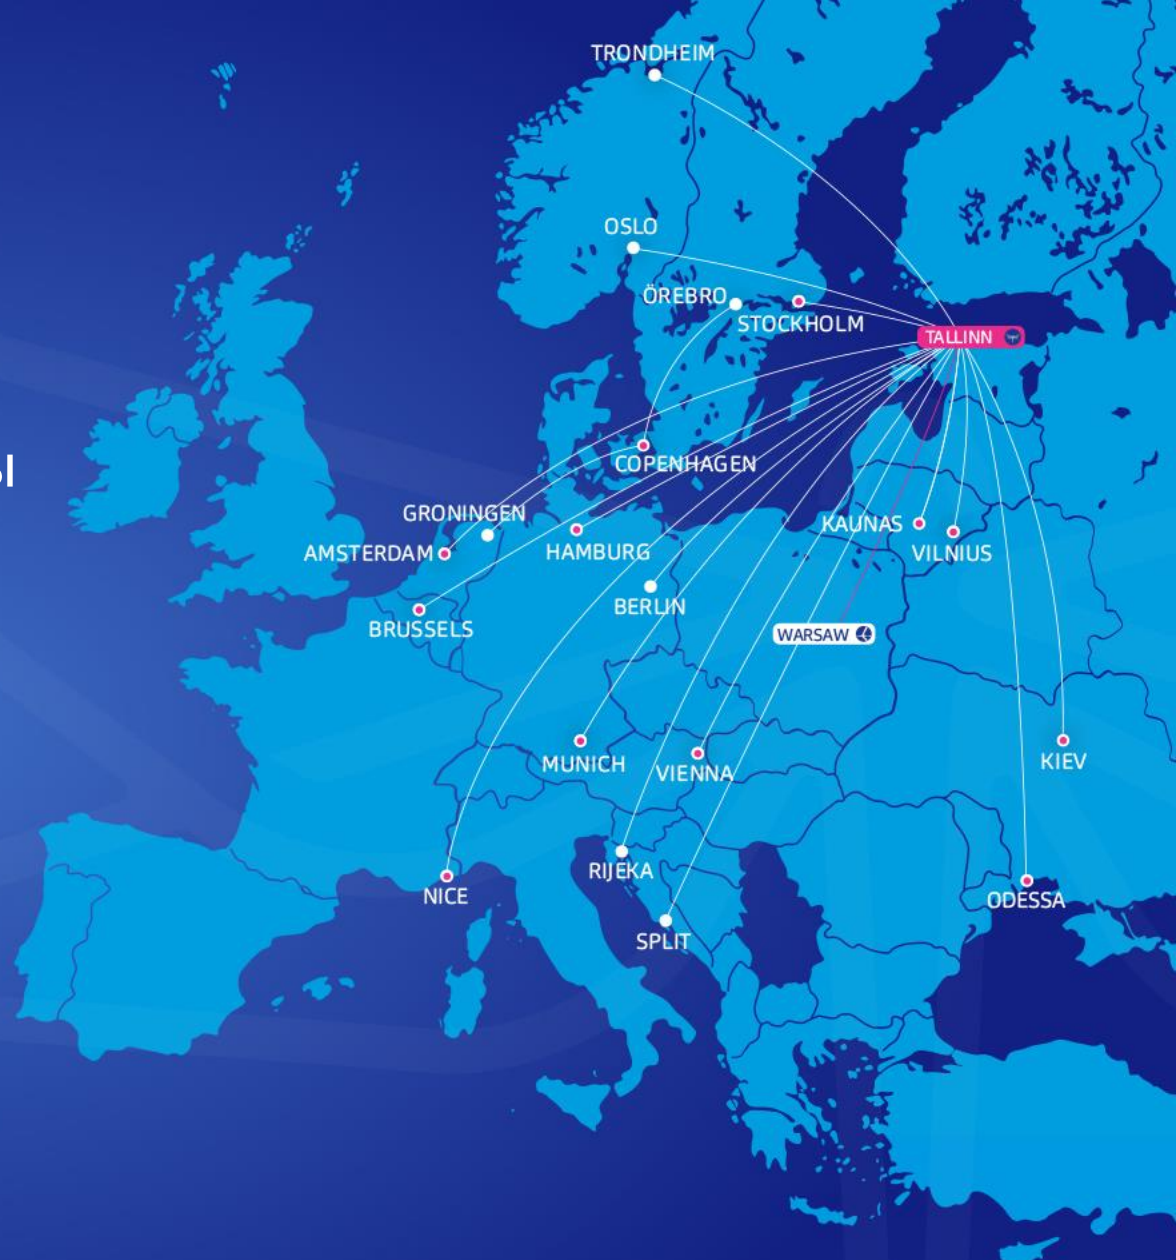 TRONDHEIM
OSLO
ÖREBRO
STOCKHOLM
TALLINN
COPENHAGEN
GRONINGEN
AMSTERDAM
HAMBURG
KAUNAS
VILNIUS
BERLIN
BRUSSELS
WARSAW
MUNICH
VIENNA
KIEV
RIJEKA
NICE
ODESSA
SPLIT